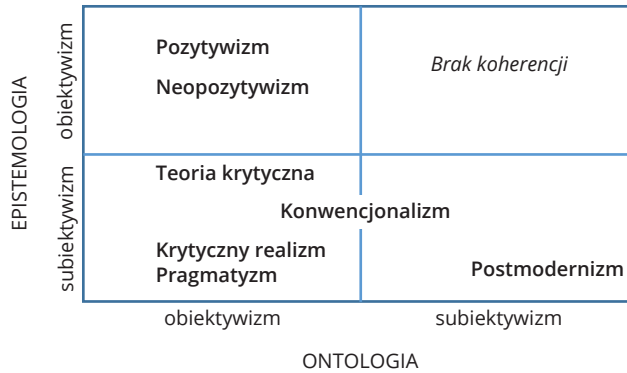 EPISTEMOLOGIA
obiektywizm
Pozytywizm
Neopozytywizm
Brak koherencji
subiektywizm
Teoria krytyczna
Konwencjonalizm
Krytyczny realizm
Pragmatyzm
Postmodernizm
obiektywizm
subiektywizm
ONTOLOGIA